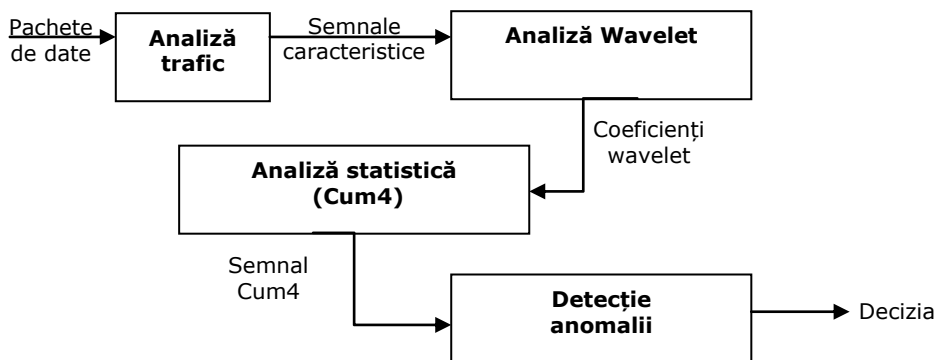 Pachete
de date
Analiză
trafic
Semnale
caracteristice
Analiză Wavelet
Coeficienți
wavelet
Analiză statistică
(Cum4)
Semnal
Cum4
Detecție
anomalii
Decizia